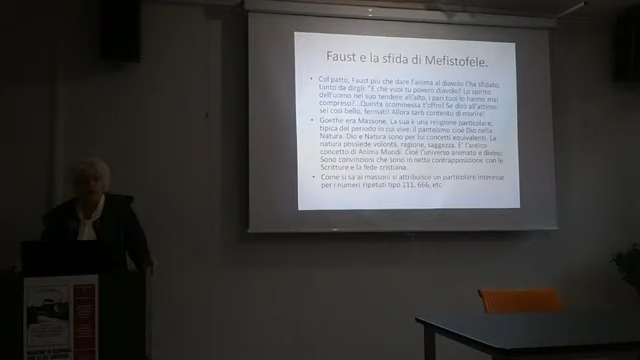 Faust e la sfida di Mefistofele.
• Col patto, Faust più che dare l'anima al diavolo l'ha sfidato,
tanto da dirgli: "E che vuoi tu povero diavolo? Lo spirito
dell'uomo nel suo tendere all'alto, i pari tuoi lo hanno mai
compreso?...Questa scommessa t'offro! Se dirò all'attimo:
sei così bello, fermati! Allora sarò contento di morire!
• Goethe era Massone. La sua è una religione particolare,
tipica del periodo in cui vive: il panteismo cioè Dio nella
Natura. Dio e Natura sono per lui concetti equivalenti. La
natura possiede volontà, ragione, saggezza. E' l'antico
concetto di Anima Mundi. Cioè l'universo animato e divino.
Sono convinzioni che sono in netta contrapposizione con le
Scritture e la fede cristiana.
• Come si sa ai massoni si attribuisce un particolare interesse
per i numeri ripetuti tipo 111, 666, etc